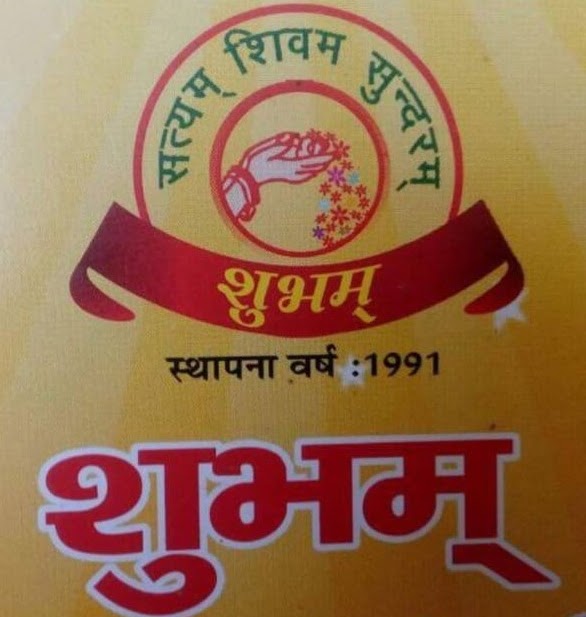 सत्यम् शिवम सुन्दरम्
शुभम्
स्थापना वर्ष :1991
शुभम्